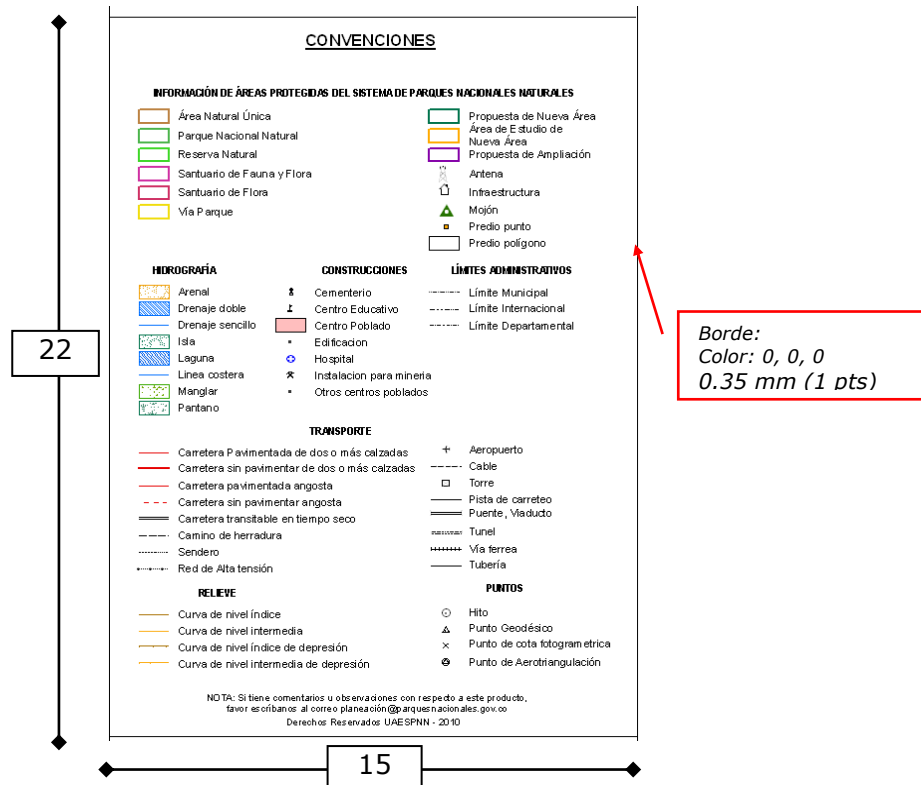 CONVENCIONES
INFORMACIÓN DE ÁREAS PROTEGIDAS DEL SISTEMA DE PARQUES NACIONALES NATURALES
Área Natural Única
Parque Nacional Natural
Reserva Natural
Santuario de Fauna y Flora
Santuario de Flora
Vía Parque
Propuesta de Nueva Área
Área de Estudio de
Nueva Área
Propuesta de Ampliación
Antena
Infraestructura
Mojón
Predio punto
Predio polígono
HIDROGRAFÍA
Arenal
Drenaje doble
Drenaje sencillo
Isla
Laguna
Linea costera
Manglar
Pantano
CONSTRUCCIONES
Cementerio
Centro Educativo
Centro Poblado
Edificacion
Hospital
Instalacion para mineria
Otros centros poblados
LÍMITES ADMINISTRATIVOS
Límite Municipal
Límite Internacional
Límite Departamental
TRANSPORTE
Carretera Pavimentada de dos o más calzadas
Carretera sin pavimentar de dos o más calzadas
Carretera pavimentada angosta
Carretera sin pavimentar angosta
Carretera transitable en tiempo seco
Camino de herradura
Sendero
Red de Alta tensión
Aeropuerto
Cable
Torre
Pista de carreteo
Puente, Viaducto
Tunel
Vía ferrea
Tubería
RELIEVE
Curva de nivel índice
Curva de nivel intermedia
Curva de nivel índice de depresión
Curva de nivel intermedia de depresión
PUNTOS
Hito
Punto Geodésico
Punto de cota fotogrametrica
Punto de Aerotriangulación
NOTA: Si tiene comentarios u observaciones con respecto a este producto,
favor escríbanos al correo planeación@parquesnacionales.gov.co
Derechos Reservados UAESPNN - 2010
22
15
Borde:
Color: 0, 0, 0
0.35 mm (1 pts)